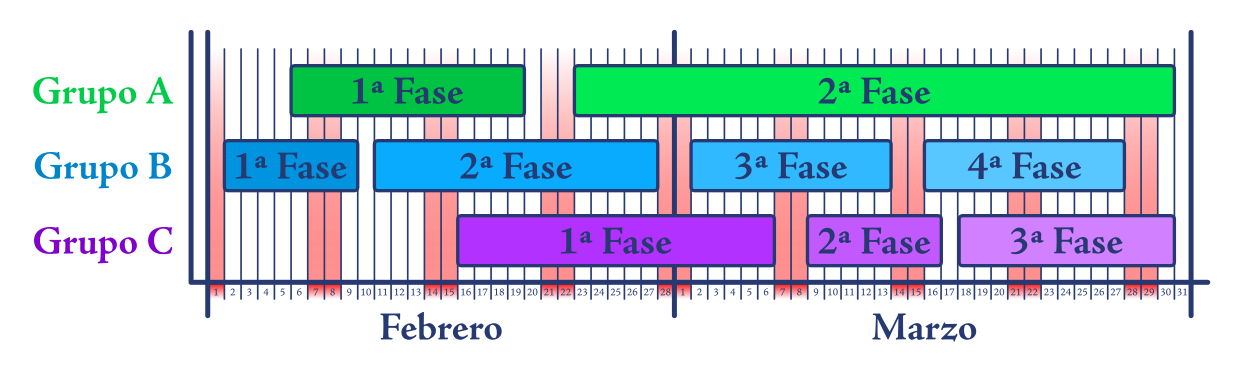 Grupo A 1ª Fase 2ª Fase
Grupo B 1ª Fase 2ª Fase 3ª Fase 4ª Fase
Grupo C 1ª Fase 2ª Fase 3ª Fase
1 2 3 4 5 6 7 8 9 10 11 12 13 14 15 16 17 18 19 20 21 22 23 24 25 26 27 28 1 2 3 4 5 6 7 8 9 10 11 12 13 14 15 16 17 18 19 20 21 22 23 24 25 26 27 28 29 30 31
Febrero Marzo